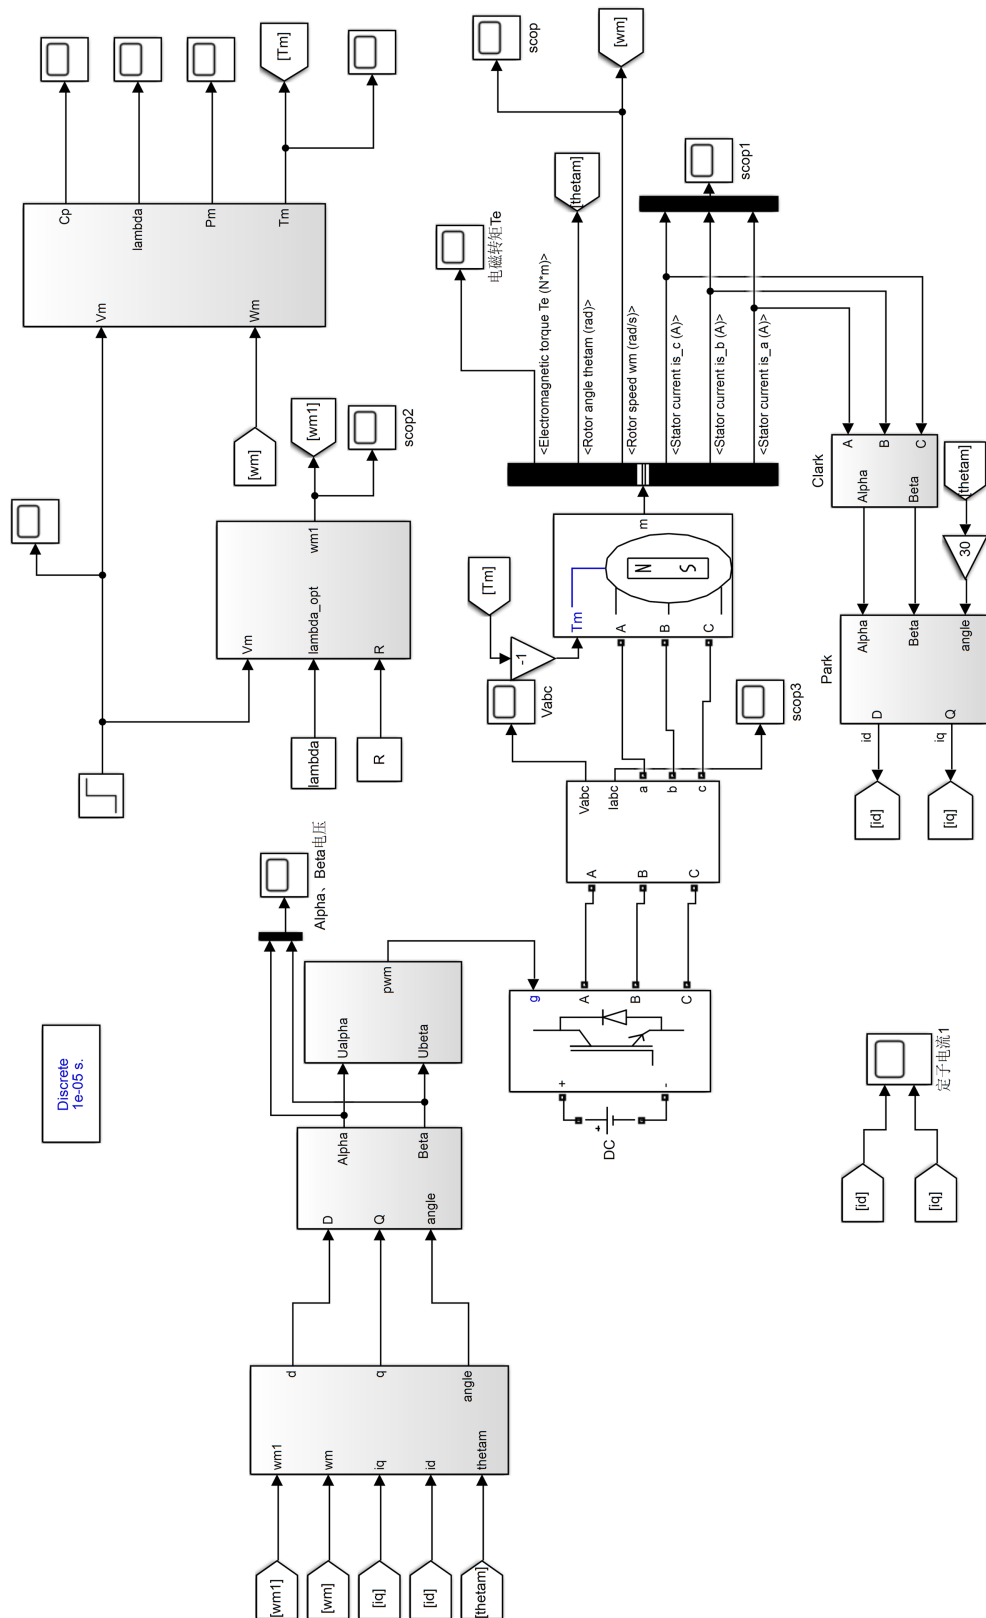 Discrete
1e-05 s.
Vm
Wm
Cp
lambda
Pm
Tm
[Tm]
Vm
lambda_opt
R
wm1
lambda
R
[wm1]
scop2
[wm]
[wm1]
[wm]
[iq]
[id]
[thetam]
wm1
wm
iq
id
thetam
d
q
angle
D
Q
angle
Alpha
Beta
Alpha、Beta电压
Ualpha
Ubeta
pwm
DC
+
+
-
g
A
B
C
A
B
C
Vabc
Iabc
a
b
c
Vabc
scop3
[Tm]
-1
Tm
A
B
C
N
S
m
<Electromagnetic torque Te (N*m)>
<Rotor angle thetam (rad)>
<Rotor speed wm (rad/s)>
<Stator current is_c (A)>
<Stator current is_b (A)>
<Stator current is_a (A)>
电磁转矩Te
[thetam]
scop
[wm]
scop1
Clark
A
B
C
Alpha
Beta
[thetam]
30
Park
Alpha
Beta
angle
D
Q
id
iq
[id]
[iq]
[id]
[iq]
定子电流1